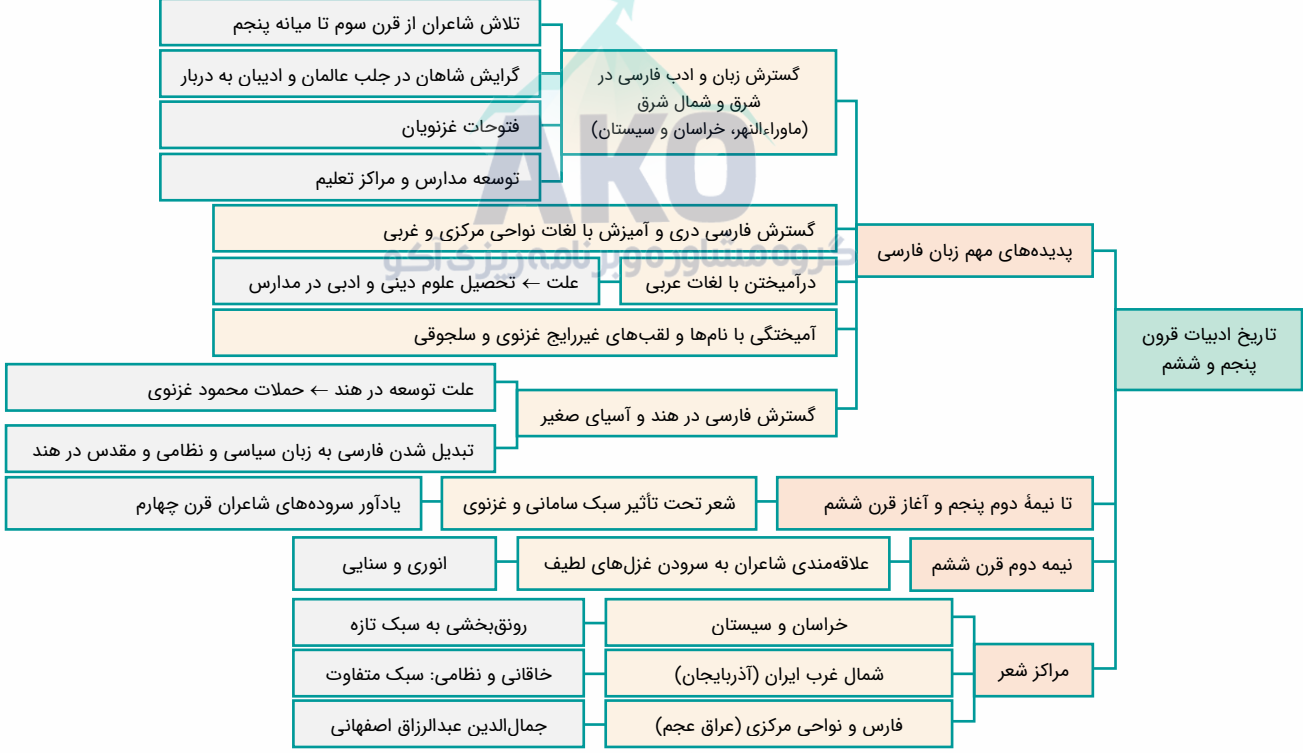 تاریخ ادبیات قرون
پنجم و ششم
پدیده‌های مهم زبان فارسی
گسترش زبان و ادب فارسی در
شرق و شمال شرق
(ماوراءالنهر، خراسان و سیستان)
تلاش شاعران از قرن سوم تا میانه پنجم
گرایش شاهان در جلب عالمان و ادیبان به دربار
فتوحات غزنویان
توسعه مدارس و مراکز تعلیم
گسترش فارسی دری و آمیزش با لغات نواحی مرکزی و غربی
درآمیختن با لغات عربی
علت ← تحصیل علوم دینی و ادبی در مدارس
آمیختگی با نام‌ها و لقب‌های غیررایج غزنوی و سلجوقی
گسترش فارسی در هند و آسیای صغیر
علت توسعه در هند ← حملات محمود غزنوی
تبدیل شدن فارسی به زبان سیاسی و نظامی و مقدس در هند
تا نیمهٔ دوم پنجم و آغاز قرن ششم
شعر تحت تأثیر سبک سامانی و غزنوی
یادآور سروده‌های شاعران قرن چهارم
نیمه دوم قرن ششم
علاقه‌مندی شاعران به سرودن غزل‌های لطیف
انوری و سنایی
مراکز شعر
خراسان و سیستان
رونق‌بخشی به سبک تازه
شمال غرب ایران (آذربایجان)
خاقانی و نظامی: سبک متفاوت
فارس و نواحی مرکزی (عراق عجم)
جمال‌الدین عبدالرزاق اصفهانی
AKO
گروه مشاوره و برنامه‌ریزی آکو